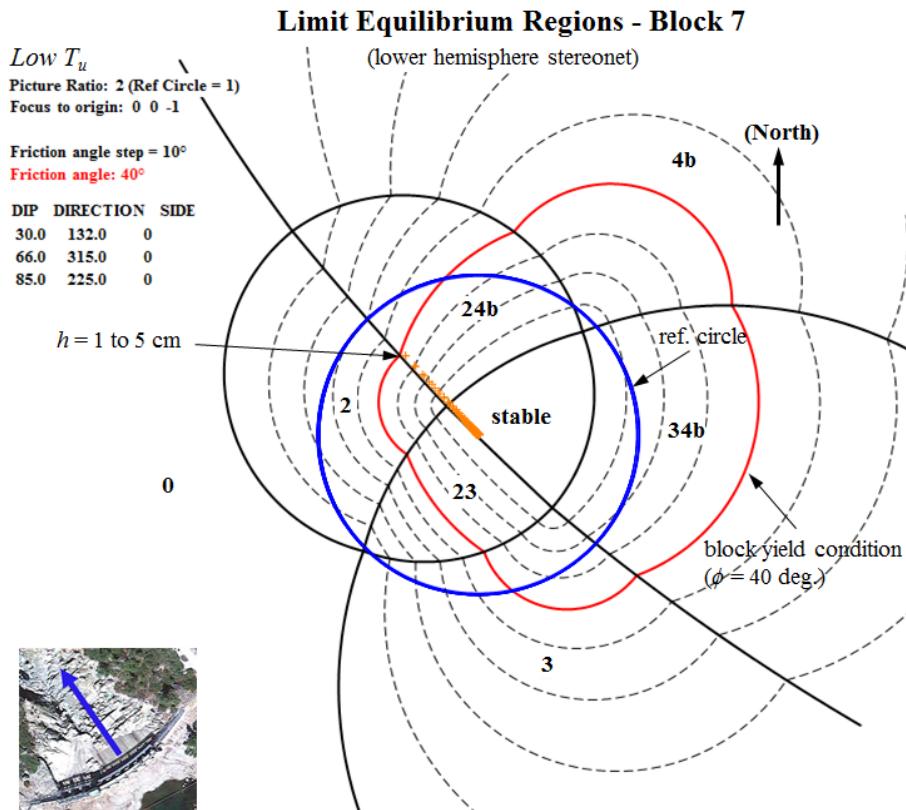 Limit Equilibrium Regions - Block 7
(lower hemisphere stereonet)
Low Tu
Picture Ratio: 2 (Ref Circle = 1)
Focus to origin: 0 0 -1
Friction angle step = 10°
Friction angle: 40°
DIP DIRECTION SIDE
30.0 132.0 0
66.0 315.0 0
85.0 225.0 0
(North)
4b
24b
h = 1 to 5 cm
ref. circle
2
stable
34b
0
23
block yield condition
(ϕ = 40 deg.)
3